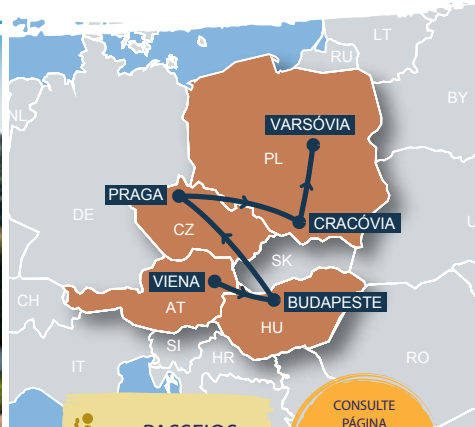 LT
RU
BY
NL
VARSÓVIA
PL
PRAGA
DE
CRACÓVIA
CZ
SK
VIENA
BUDAPESTE
CH
AT
HU
SI
HR
RO
IT
PASSEIOS
CONSULTE
PÁGINA